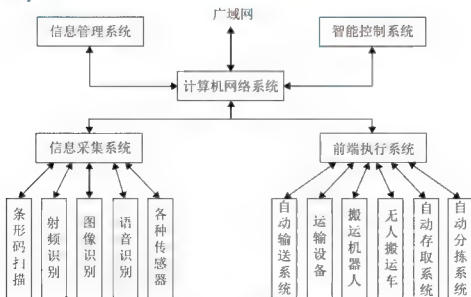 广域网
信息管理系统
智能控制系统
计算机网络系统
信息采集系统
前端执行系统
条形码扫描
射频识别
图像识别
语音识别
各种传感器
自动输送系统
运输设备
搬运机器人
无人搬运车
自动存取系统
自动分拣系统